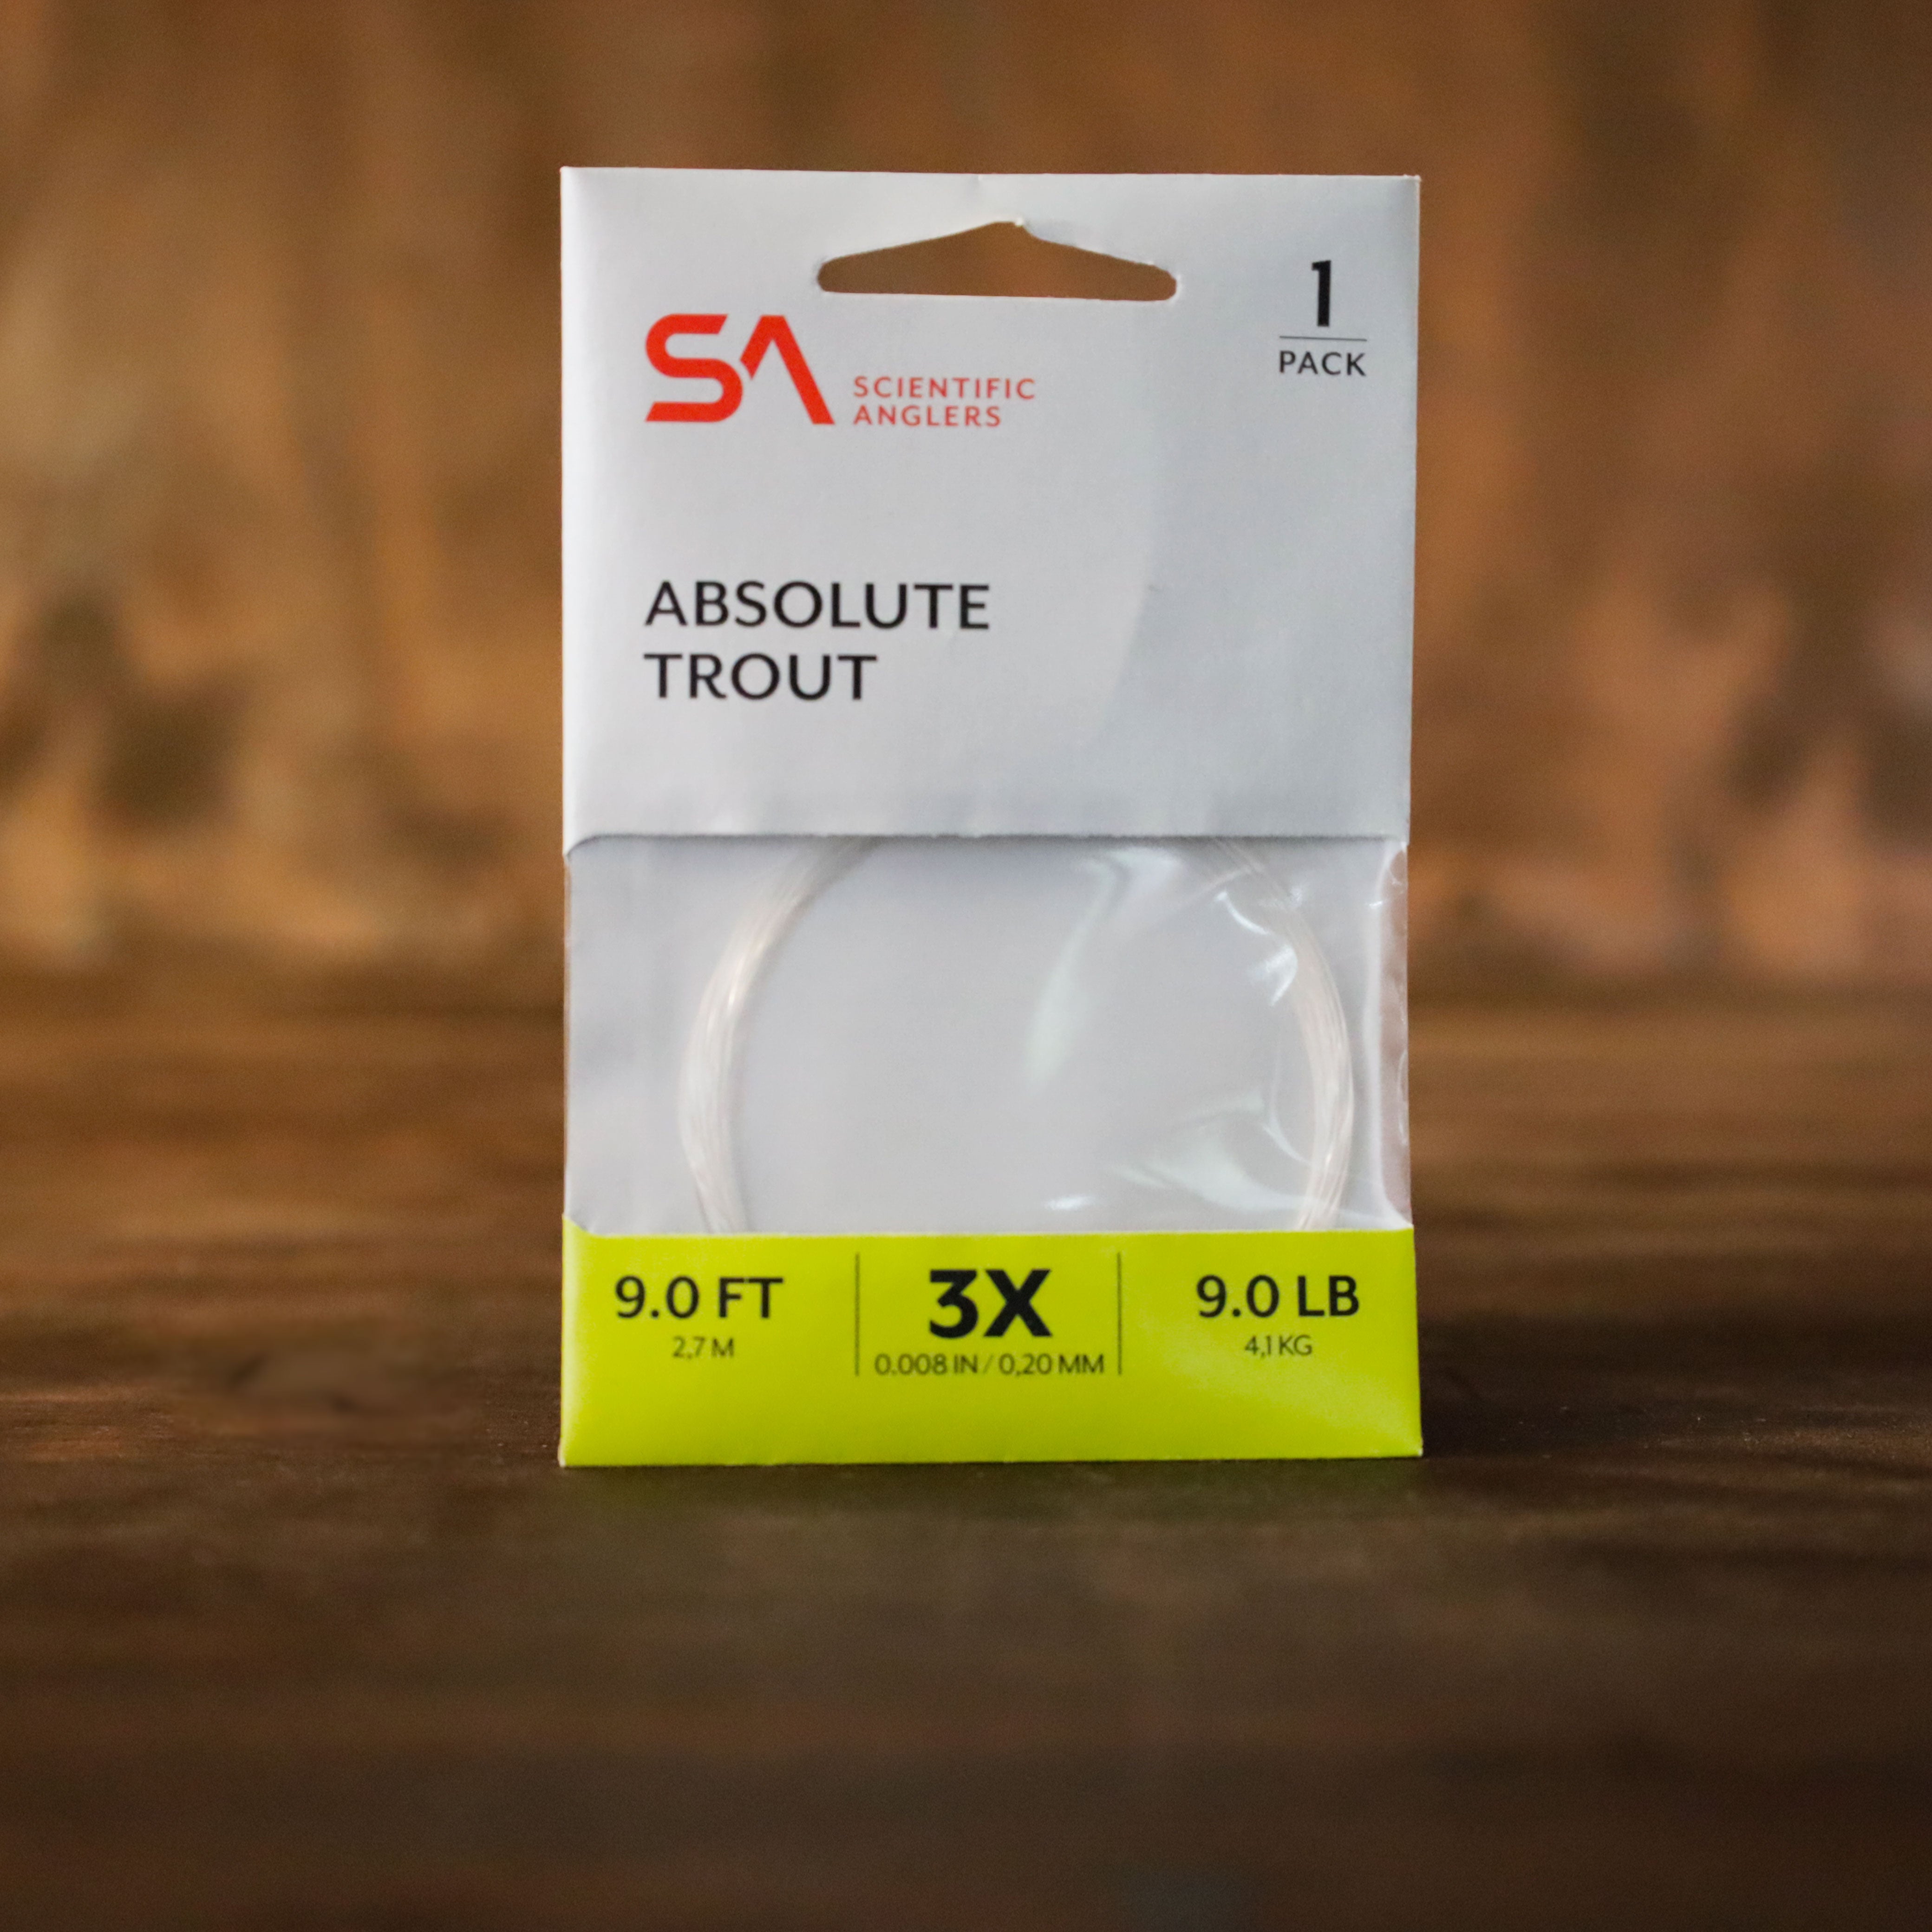 1
PACK
SA
SCIENTIFIC
ANGLERS
ABSOLUTE
TROUT
9.0 FT
2,7 M
3X
0.008 IN / 0,20 MM
9.0 LB
4,1 KG